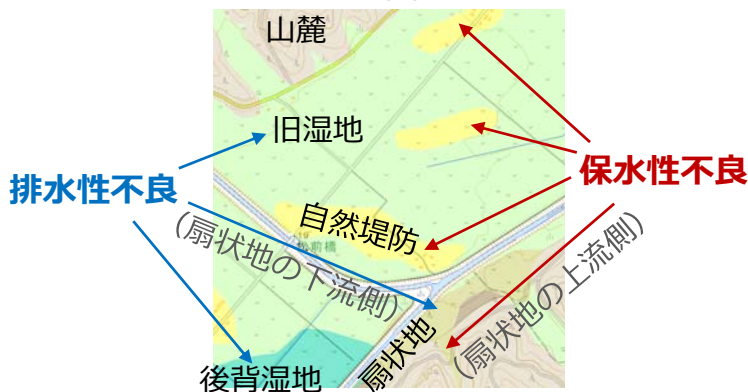 山麓
旧湿地
排水性不良
保水性不良
自然堤防
(扇状地の下流側)
(扇状地の上流側)
扇状地
後背湿地